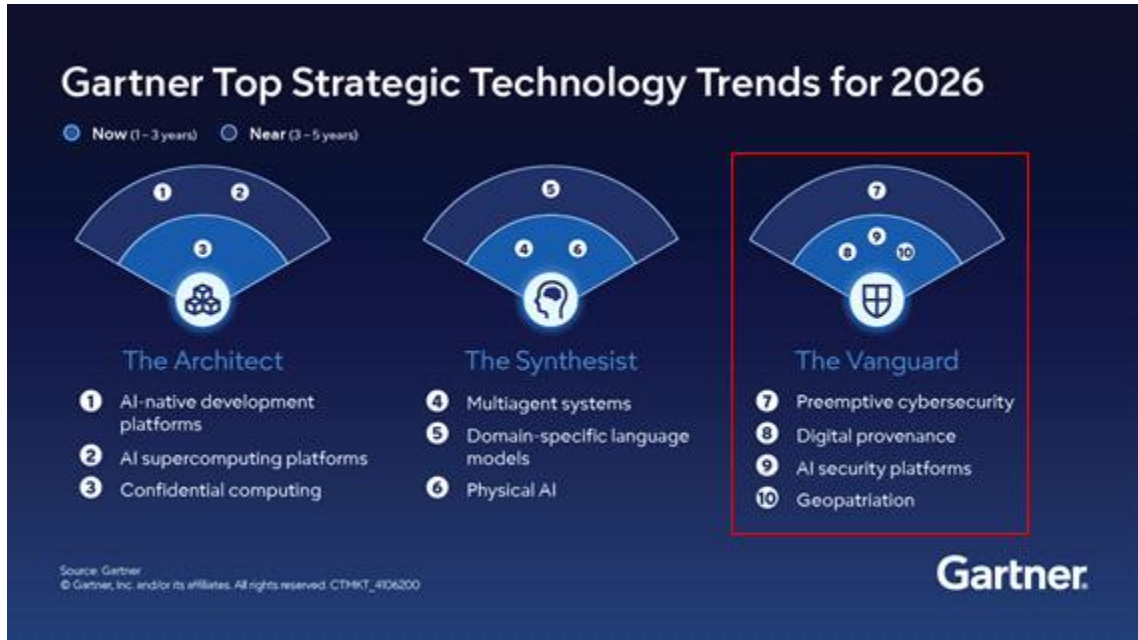 Gartner Top Strategic Technology Trends for 2026
Now (1–3 years) Near (3–5 years)
1 2
3
The Architect
1 AI-native development
platforms
2 AI supercomputing platforms
3 Confidential computing
5
4 6
The Synthesist
4 Multiagent systems
5 Domain-specific language
models
6 Physical AI
7
9
8 10
The Vanguard
7 Preemptive cybersecurity
8 Digital provenance
9 AI security platforms
10 Geopatriation
Source: Gartner
© Gartner, Inc. and/or its affiliates. All rights reserved. CTMKT_4106200
Gartner.